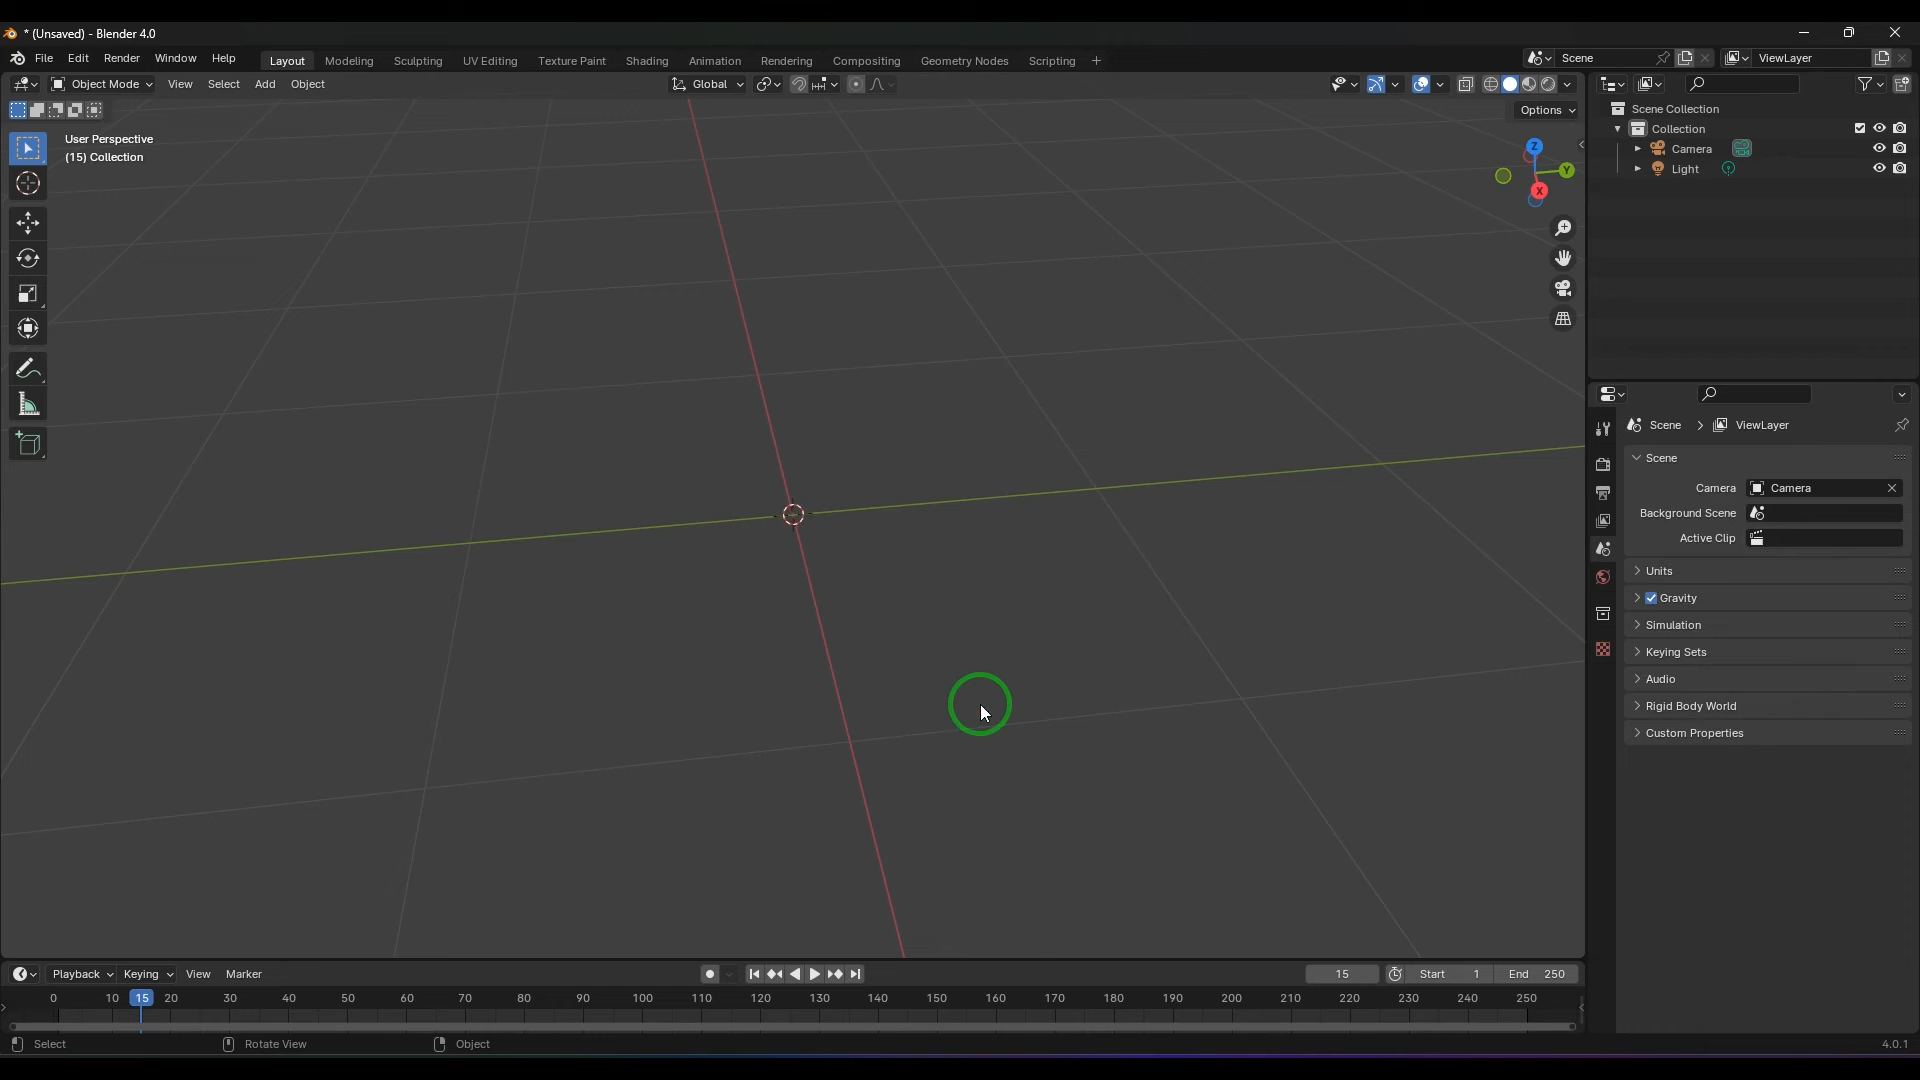 * (Unsaved) - Blender 4.0
File Edit Render Window Help Layout Modeling Sculpting UV Editing Texture Paint Shading Animation Rendering Compositing Geometry Nodes Scripting + Scene ViewLayer
Object Mode View Select Add Object Global
Options
User Perspective
(15) Collection
Z
Y
X
Scene Collection
Collection
Camera
Light
Scene > ViewLayer
Scene
Camera Camera
Background Scene
Active Clip
Units
Gravity
Simulation
Keying Sets
Audio
Rigid Body World
Custom Properties
Playback Keying View Marker 15 Start 1 End 250
0 10 15 20 30 40 50 60 70 80 90 100 110 120 130 140 150 160 170 180 190 200 210 220 230 240 250
Select Rotate View Object 4.0.1